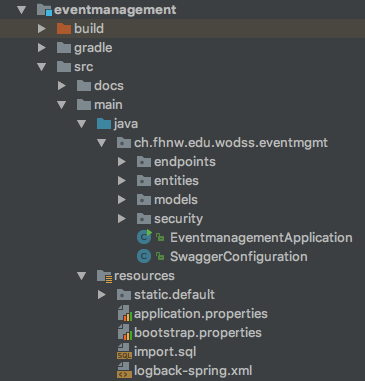 eventmanagement
build
gradle
src
docs
main
java
ch.fhnw.edu.wodss.eventmgmt
endpoints
entities
models
security
EventmanagementApplication
SwaggerConfiguration
resources
static.default
application.properties
bootstrap.properties
import.sql
logback-spring.xml